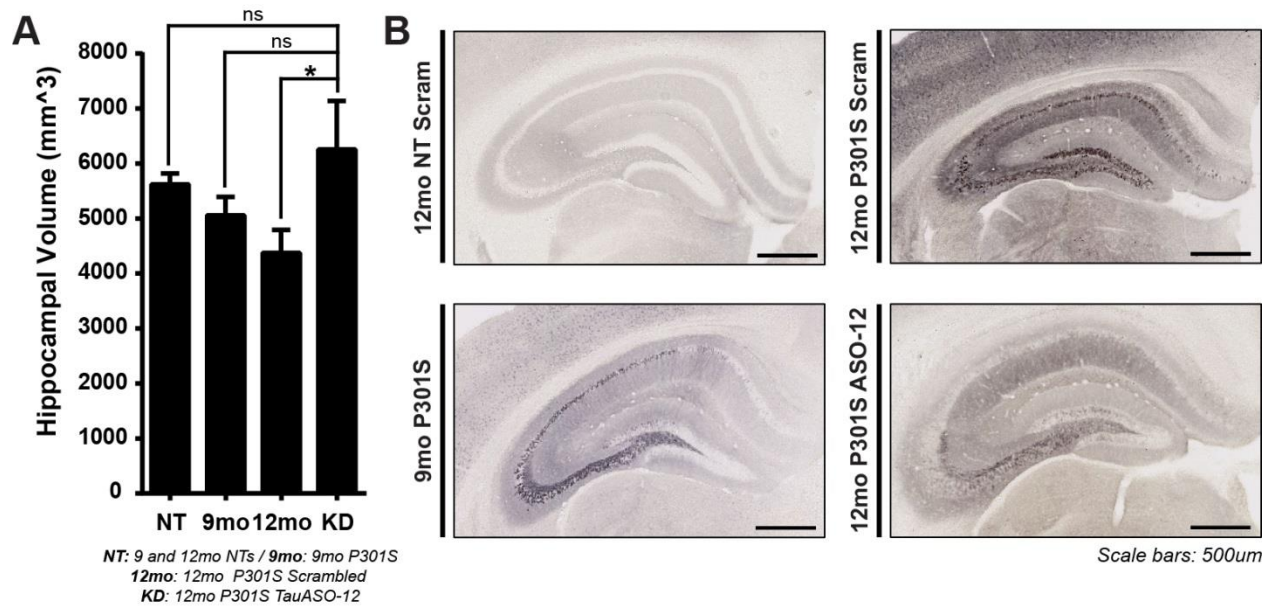 A
ns
ns
*
8000
7000
6000
5000
4000
3000
2000
1000
0
Hippocampal Volume (mm^3)
NT 9mo 12mo KD
NT: 9 and 12mo NTs / 9mo: 9mo P301S
12mo: 12mo P301S Scrambled
KD: 12mo P301S TauASO-12
B
12mo NT Scram
12mo P301S Scram
9mo P301S
12mo P301S ASO-12
Scale bars: 500um